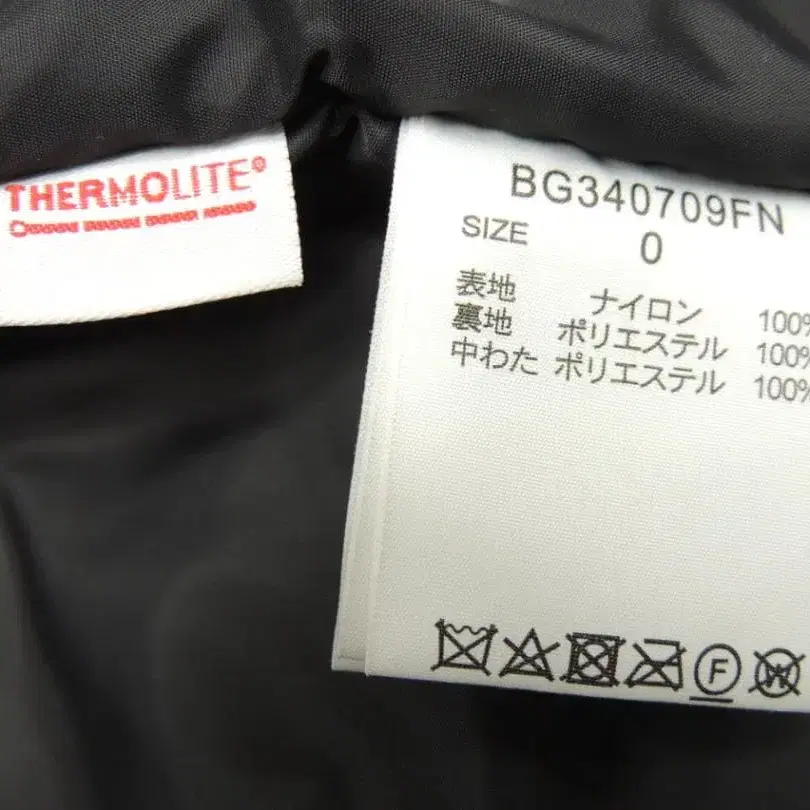 THERMOLITE®
BG340709FN
SIZE 0
表地 ナイロン 100%
裏地 ポリエステル 100%
中わた ポリエステル 100%
F W